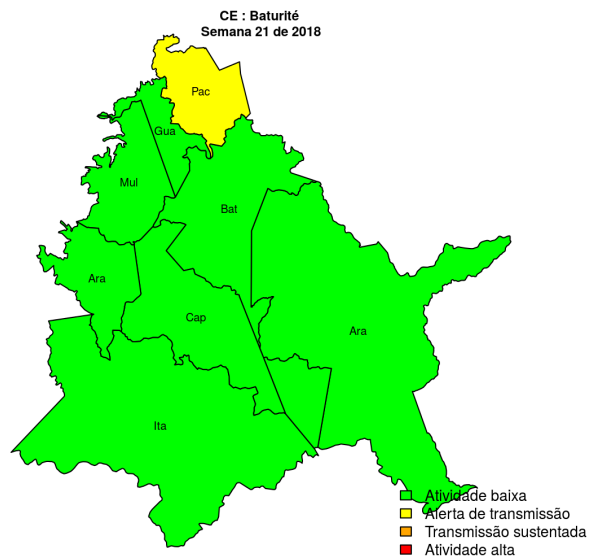 CE : Baturité
Semana 21 de 2018
Pac
Gua
Mul
Bat
Ara
Cap
Ara
Ita
Atividade baixa
Alerta de transmissão
Transmissão sustentada
Atividade alta